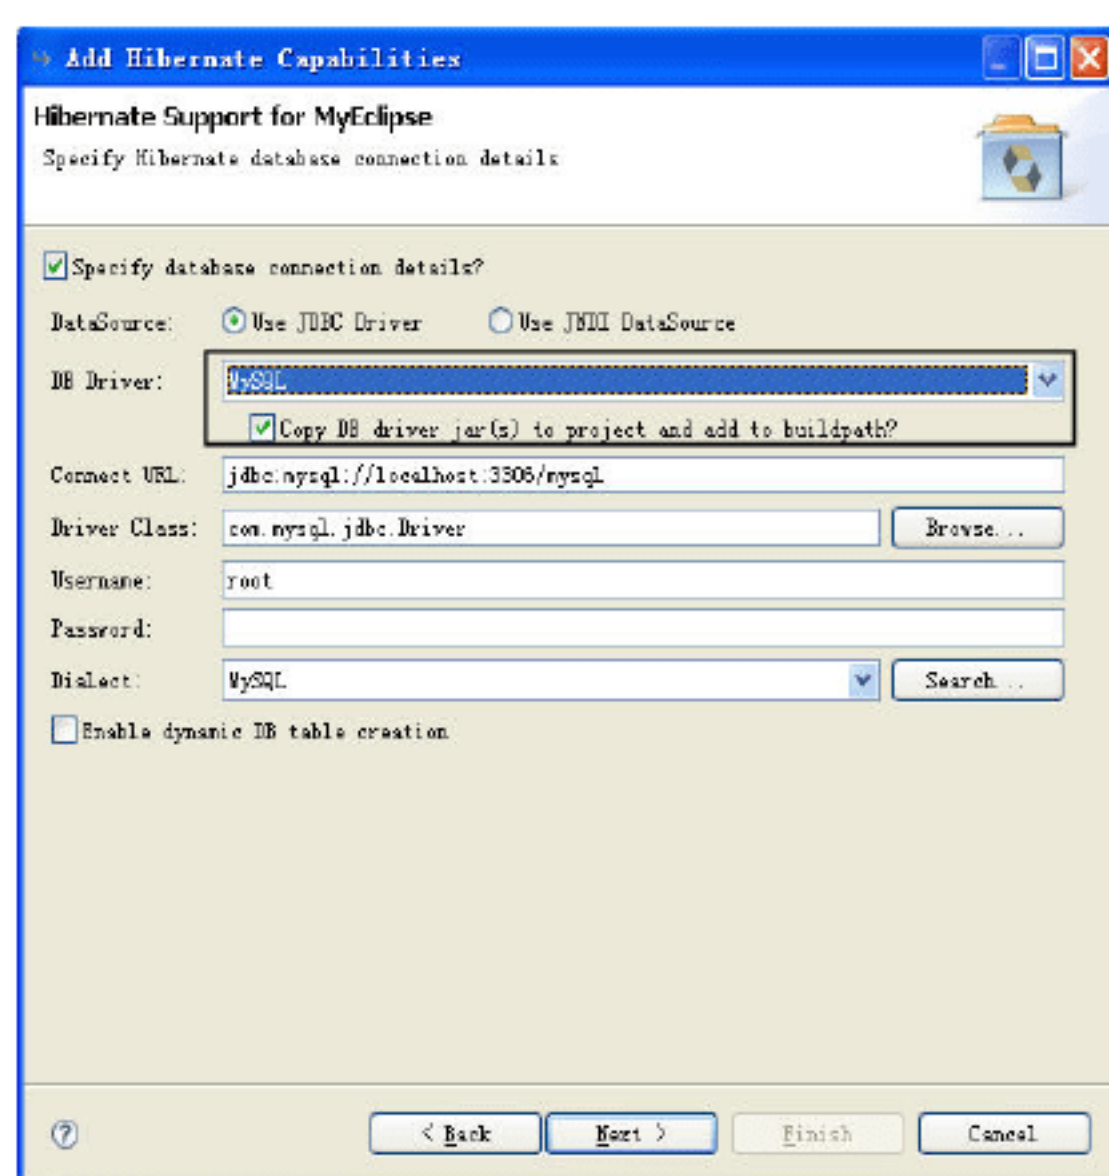 Add Hibernate Capabilities
Hibernate Support for MyEclipse
Specify Hibernate database connection details
Specify database connection details?
DataSource: Use JDBC Driver Use JNDI DataSource
DB Driver: MySQL
Copy DB driver jar(s) to project and add to buildpath?
Connect URL: jdbc:mysql://localhost:3306/mysql
Driver Class: com.mysql.jdbc.Driver Browse...
Username: root
Password:
Dialect: MySQL Search...
Enable dynamic DB table creation
? < Back Next > Finish Cancel